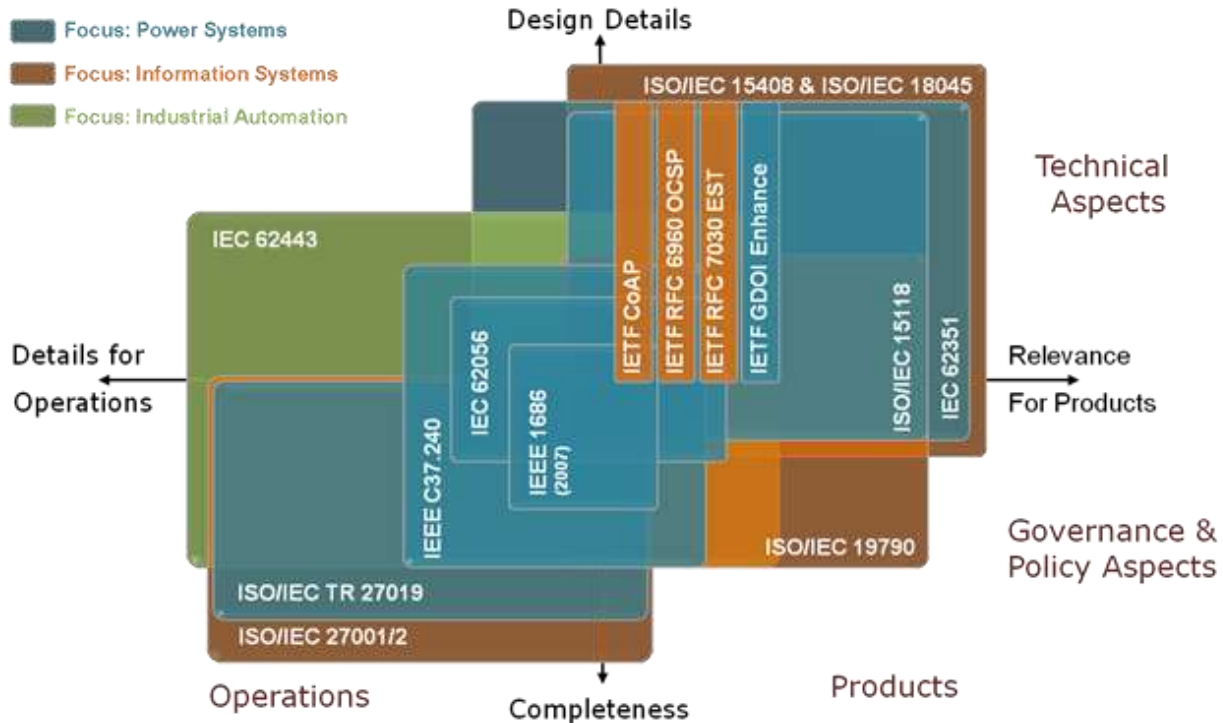 Design Details
Focus: Power Systems
Focus: Information Systems
Focus: Industrial Automation
ISO/IEC 15408 & ISO/IEC 18045
Technical
Aspects
IEC 62443
IETF CoAP
IETF RFC 6960 OCSP
IETF RFC 7030 EST
IETF GDOI Enhance
ISO/IEC 15118
IEC 62351
Details for
Operations
Relevance
For Products
IEC 62056
IEEE 1686
(2007)
IEEE C37.240
ISO/IEC 19790
Governance &
Policy Aspects
ISO/IEC TR 27019
ISO/IEC 27001/2
Operations
Products
Completeness